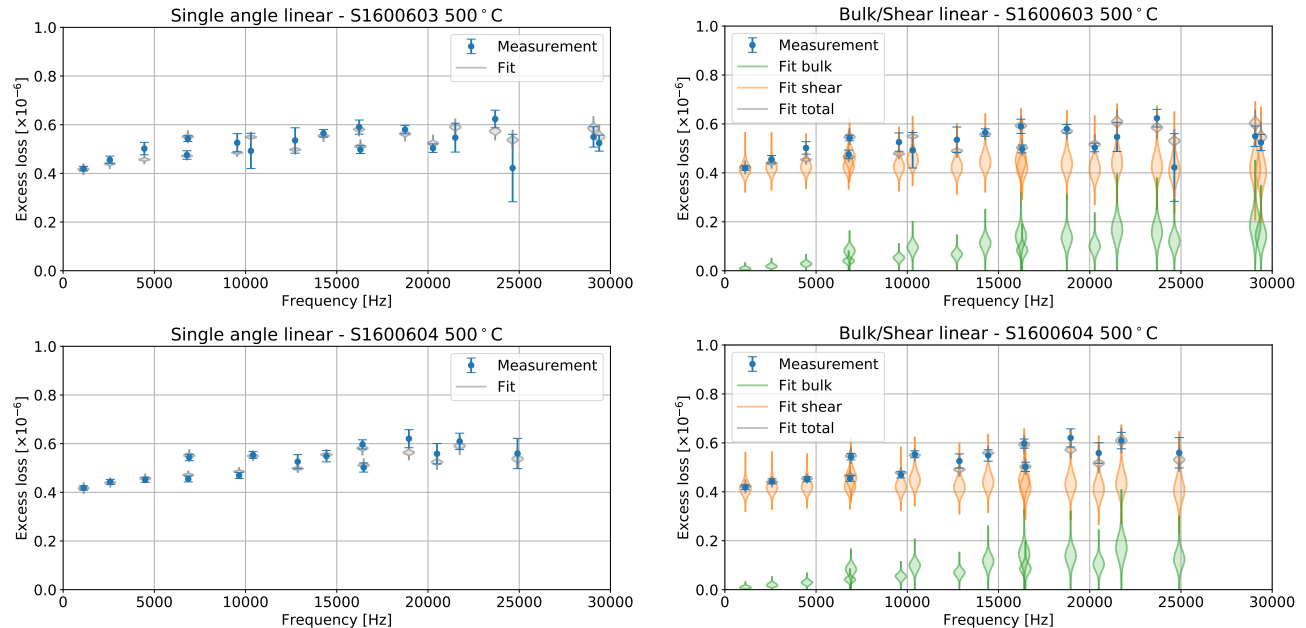 Single angle linear - S1600603 500°C
Excess loss [×10⁻⁶]
1.0
0.8
0.6
0.4
0.2
0.0
Measurement
Fit
0 5000 10000 15000 20000 25000 30000
Frequency [Hz]
Bulk/Shear linear - S1600603 500°C
Excess loss [×10⁻⁶]
1.0
0.8
0.6
0.4
0.2
0.0
Measurement
Fit bulk
Fit shear
Fit total
0 5000 10000 15000 20000 25000 30000
Frequency [Hz]
Single angle linear - S1600604 500°C
Excess loss [×10⁻⁶]
1.0
0.8
0.6
0.4
0.2
0.0
Measurement
Fit
0 5000 10000 15000 20000 25000 30000
Frequency [Hz]
Bulk/Shear linear - S1600604 500°C
Excess loss [×10⁻⁶]
1.0
0.8
0.6
0.4
0.2
0.0
Measurement
Fit bulk
Fit shear
Fit total
0 5000 10000 15000 20000 25000 30000
Frequency [Hz]